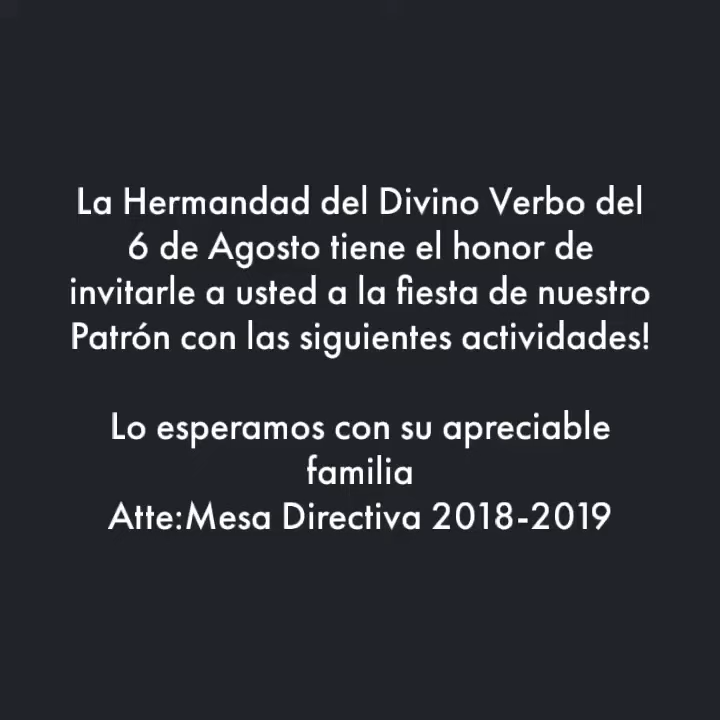 La Hermandad del Divino Verbo del
6 de Agosto tiene el honor de
invitarle a usted a la fiesta de nuestro
Patrón con las siguientes actividades!
Lo esperamos con su apreciable
familia
Atte:Mesa Directiva 2018-2019